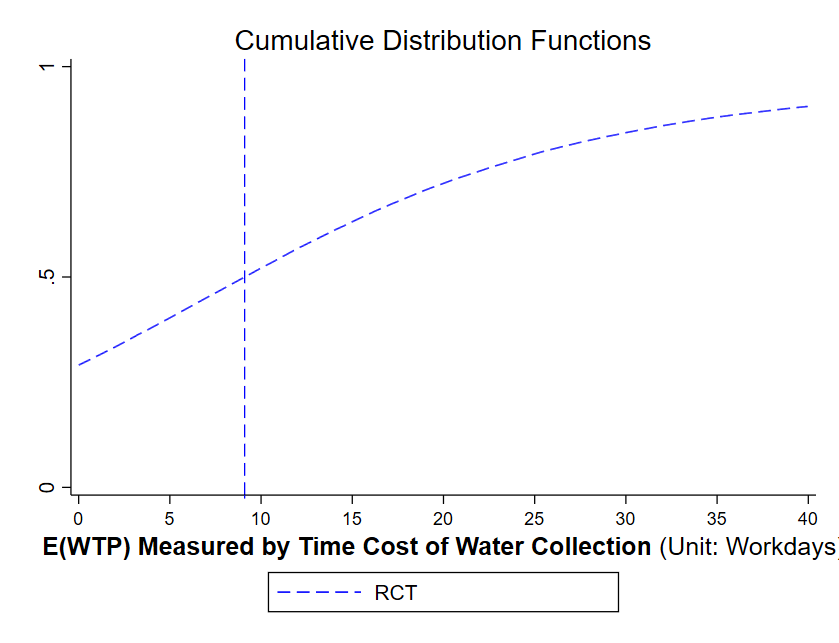 Cumulative Distribution Functions
1
.5
0
0 5 10 15 20 25 30 35 40
E(WTP) Measured by Time Cost of Water Collection (Unit: Workdays)
RCT